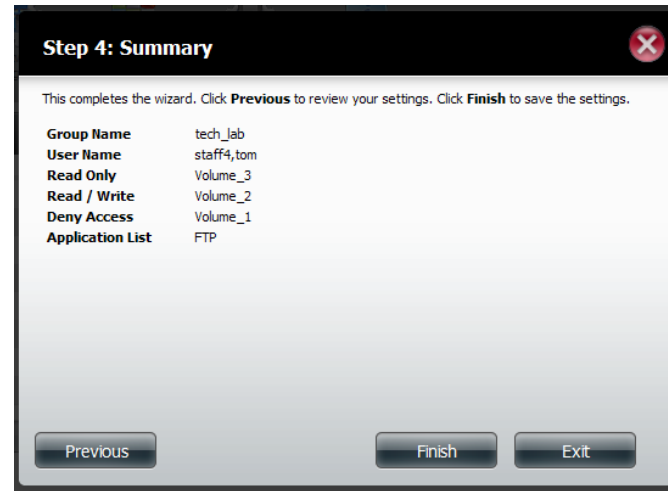 Step 4: Summary
This completes the wizard. Click Previous to review your settings. Click Finish to save the settings.
Group Name tech_lab
User Name staff4,tom
Read Only Volume_3
Read / Write Volume_2
Deny Access Volume_1
Application List FTP
Previous Finish Exit